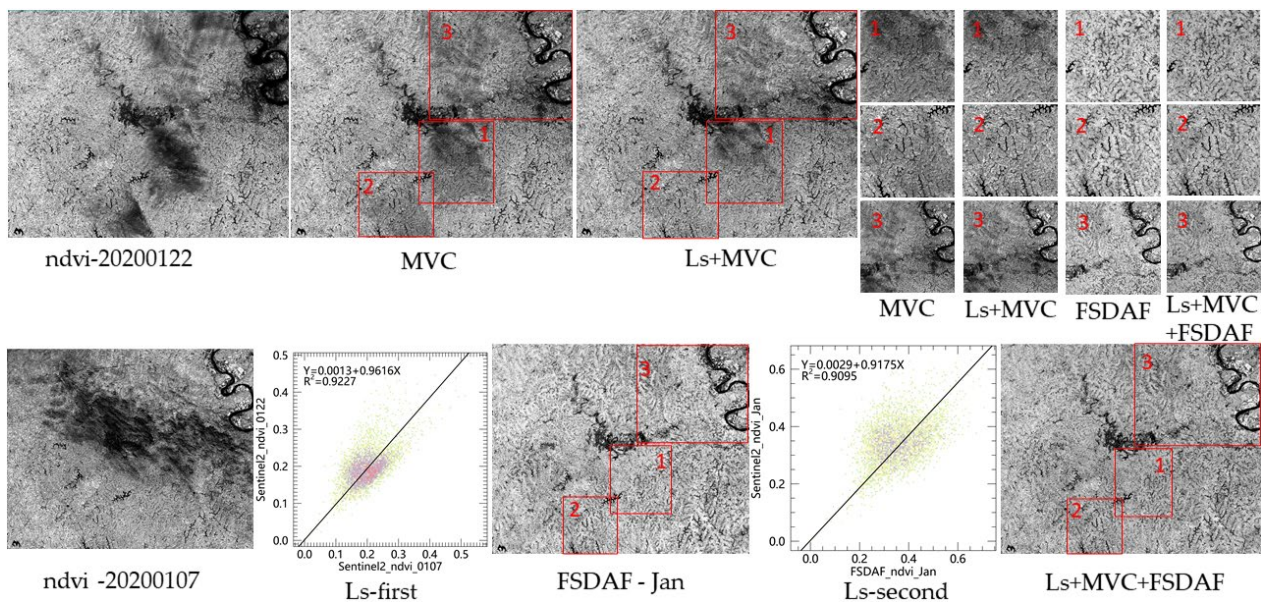 3
1
2
3
1
2
1
1
1
1
2
2
2
2
3
3
3
3
ndvi-20200122
MVC
Ls+MVC
MVC
Ls+MVC
FSDAF
Ls+MVC
+FSDAF
0.5
0.4
0.3
0.2
0.1
0.0
Y=0.0013+0.9616X
R²=0.9227
Sentinel2_ndvi_0122
0.0
0.1
0.2
0.3
0.4
0.5
Sentinel2_ndvi_0107
3
1
2
0.6
0.4
0.2
0.0
Y=0.0029+0.9175X
R²=0.9095
Sentinel2_ndvi_Jan
0.0
0.2
0.4
0.6
FSDAF_ndvi_Jan
3
1
2
ndvi -20200107
Ls-first
FSDAF - Jan
Ls-second
Ls+MVC+FSDAF